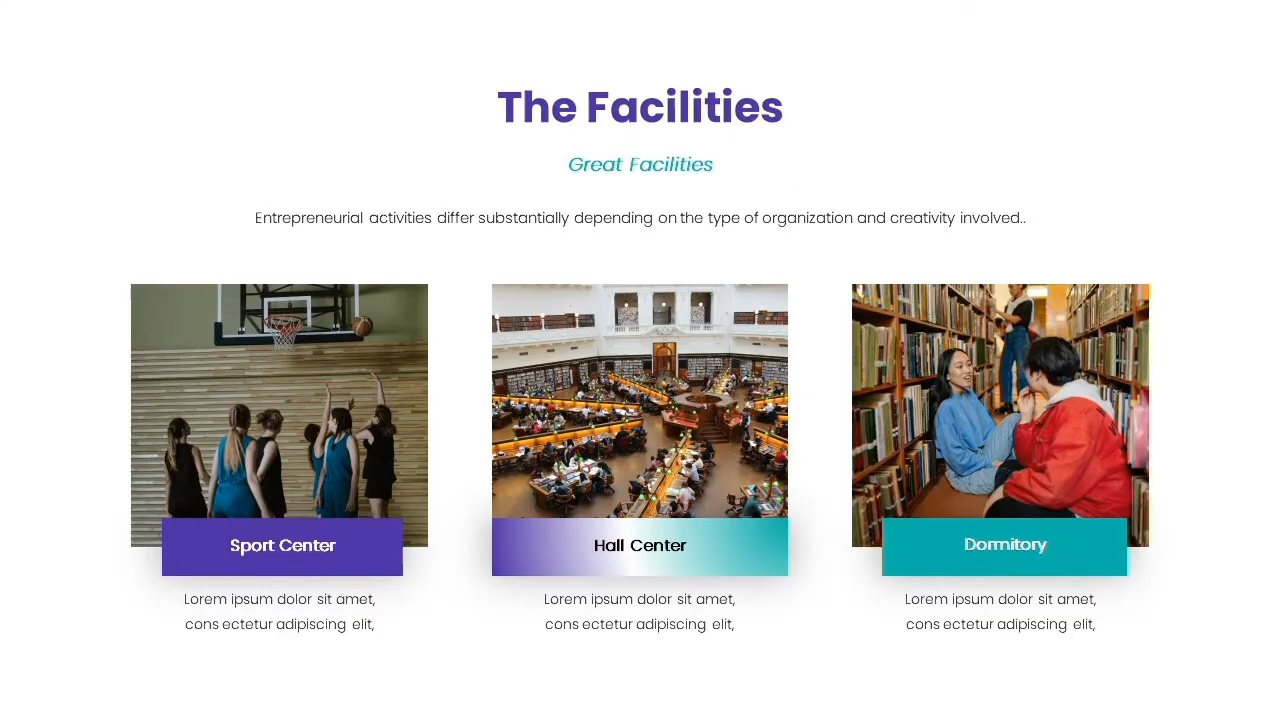 The Facilities
Great Facilities
Entrepreneurial activities differ substantially depending on the type of organization and creativity involved..
Sport Center
Hall Center
Dormitory
Lorem ipsum dolor sit amet,
cons ectetur adipiscing elit,
Lorem ipsum dolor sit amet,
cons ectetur adipiscing elit,
Lorem ipsum dolor sit amet,
cons ectetur adipiscing elit,